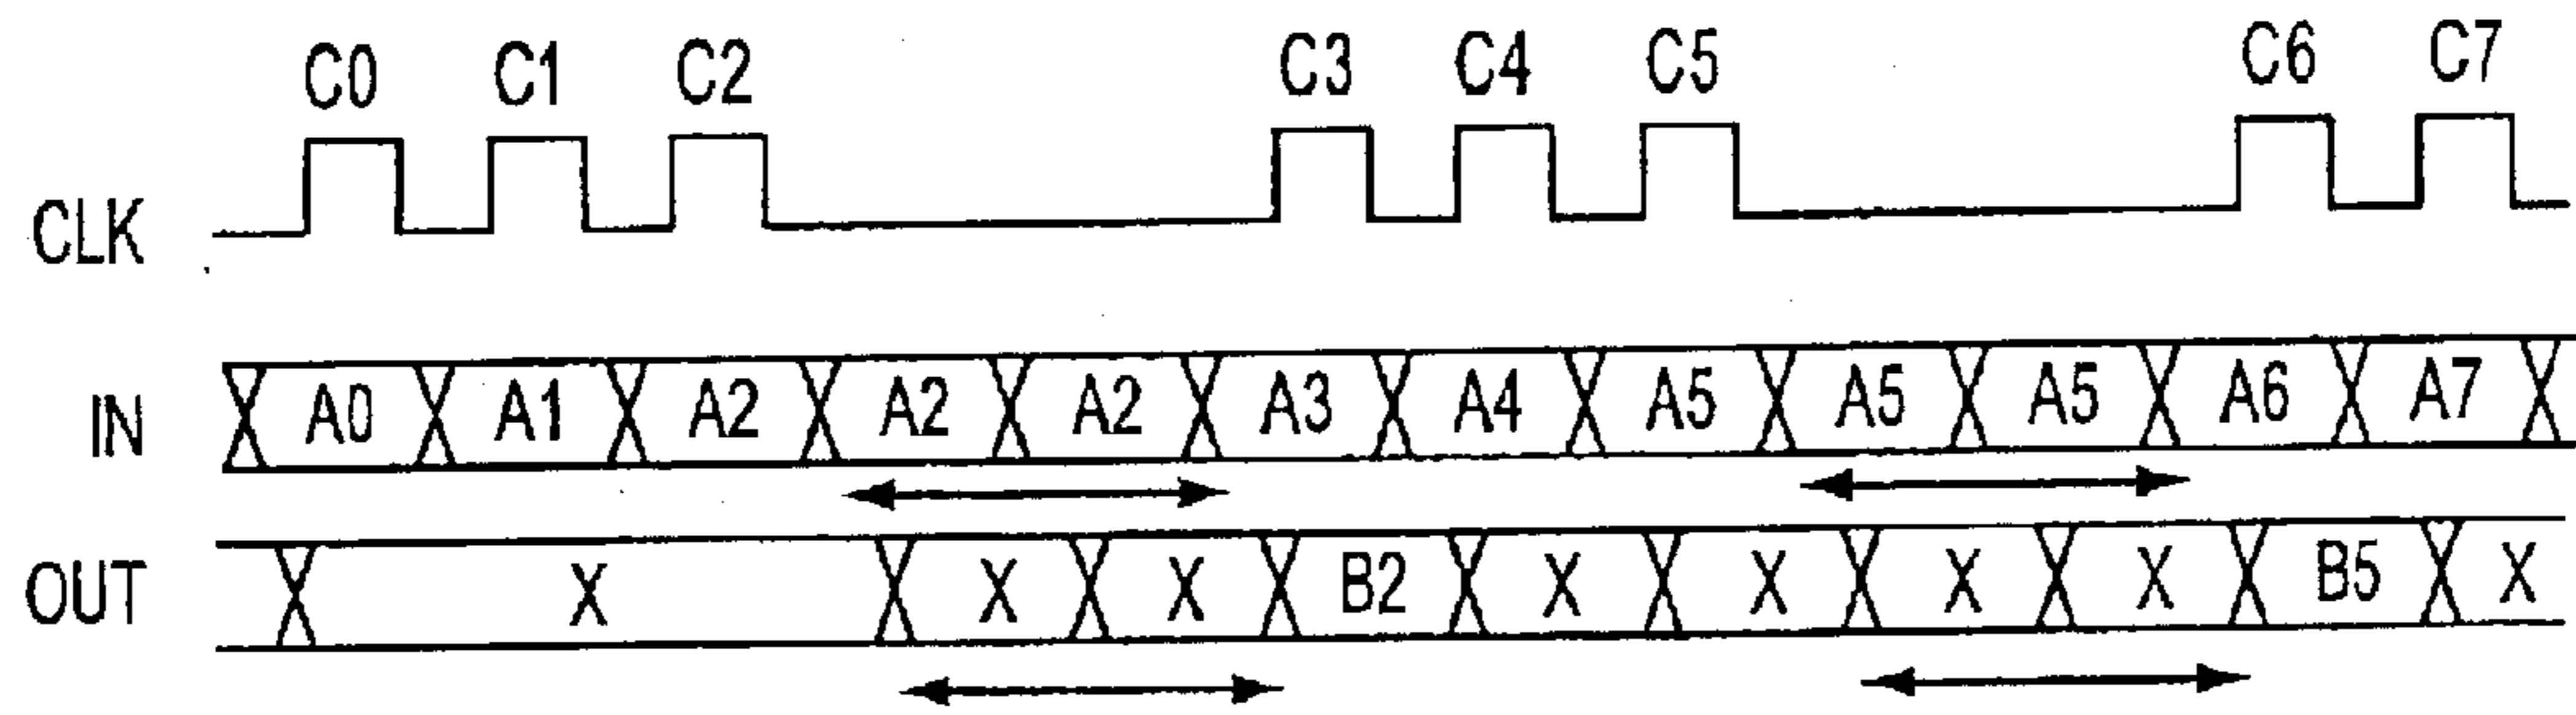 C0 C1 C2 C3 C4 C5 C6 C7
CLK
IN A0 A1 A2 A2 A2 A3 A4 A5 A5 A5 A6 A7
OUT X X X B2 X X X X B5 X